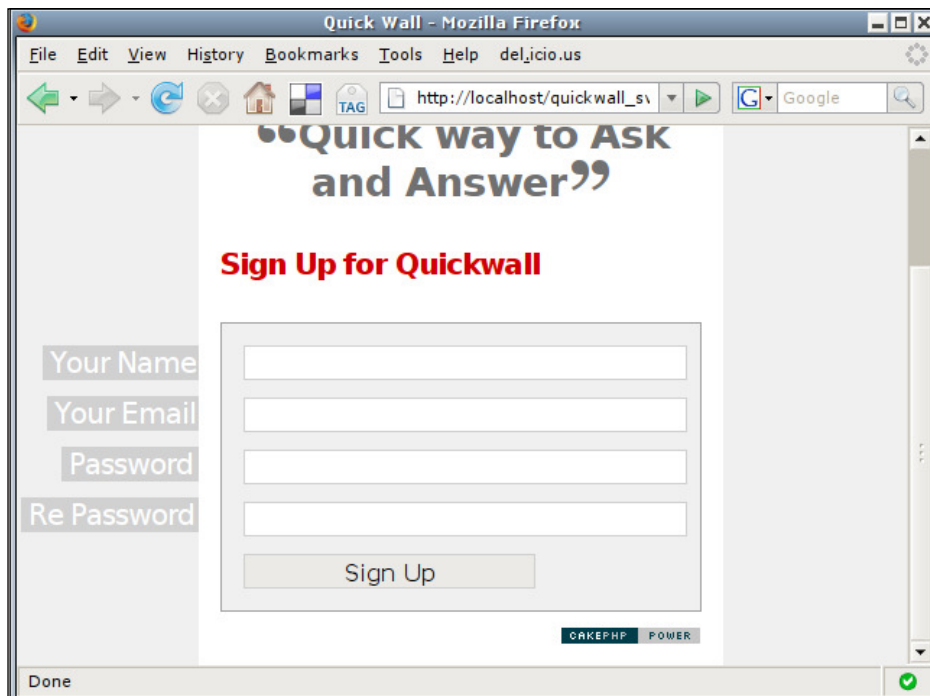 Quick Wall - Mozilla Firefox
File Edit View History Bookmarks Tools Help del.icio.us
TAG http://localhost/quickwall_sv G Google
“Quick way to Ask
and Answer”
Sign Up for Quickwall
Your Name
Your Email
Password
Re Password
Sign Up
CAKEPHP POWER
Done